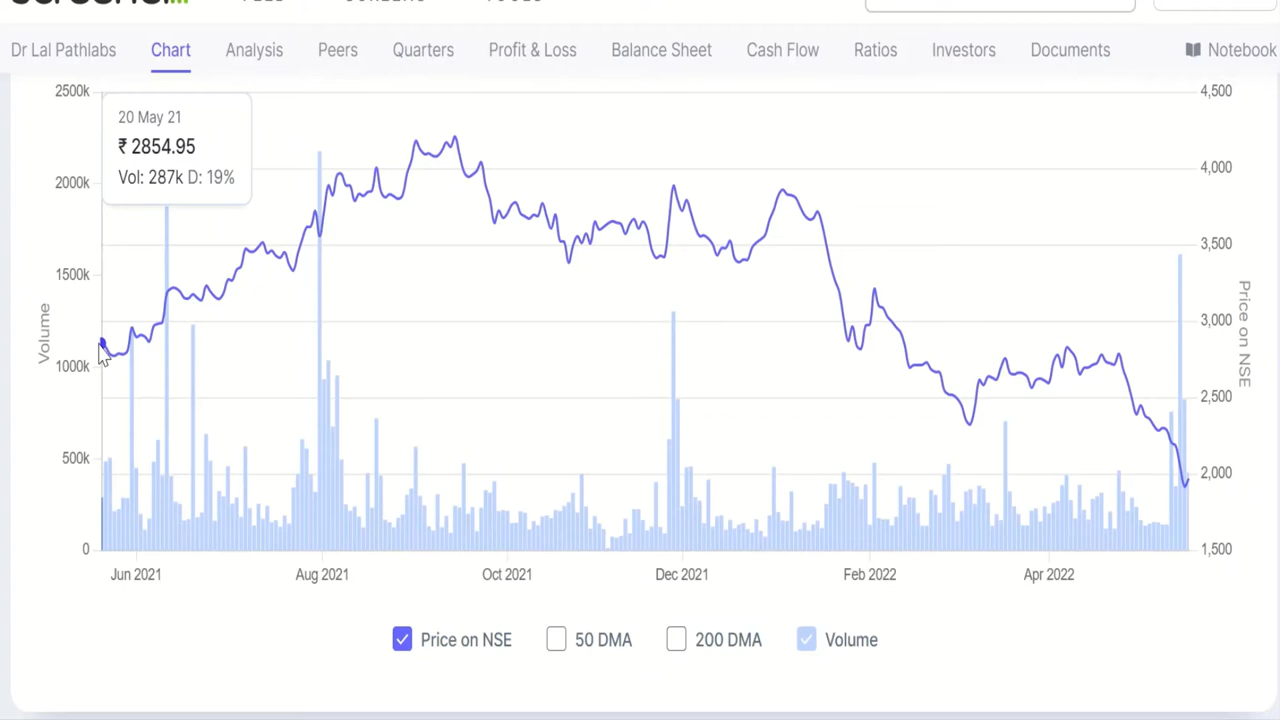 Dr Lal Pathlabs Chart Analysis Peers Quarters Profit & Loss Balance Sheet Cash Flow Ratios Investors Documents Notebook
2500k
2000k
1500k
1000k
500k
0
Volume
20 May 21
₹ 2854.95
Vol: 287k D: 19%
4,500
4,000
3,500
3,000
2,500
2,000
1,500
Price on NSE
Jun 2021 Aug 2021 Oct 2021 Dec 2021 Feb 2022 Apr 2022
Price on NSE 50 DMA 200 DMA Volume